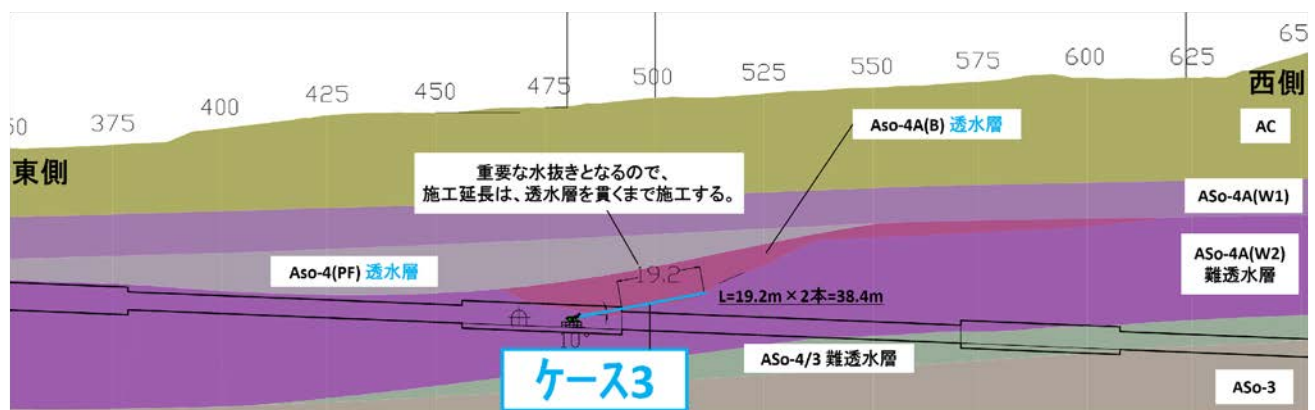 50 375 400 425 450 475 500 525 550 575 600 625 65
東側
西側
AC
Aso-4A(B) 透水層
重要な水抜きとなるので、
施工延長は、透水層を貫くまで施工する。
ASo-4A(W1)
Aso-4(PF) 透水層
ASo-4A(W2)
難透水層
19.2
L=19.2m×2本=38.4m
10°
ASo-4/3 難透水層
ケース3
ASo-3